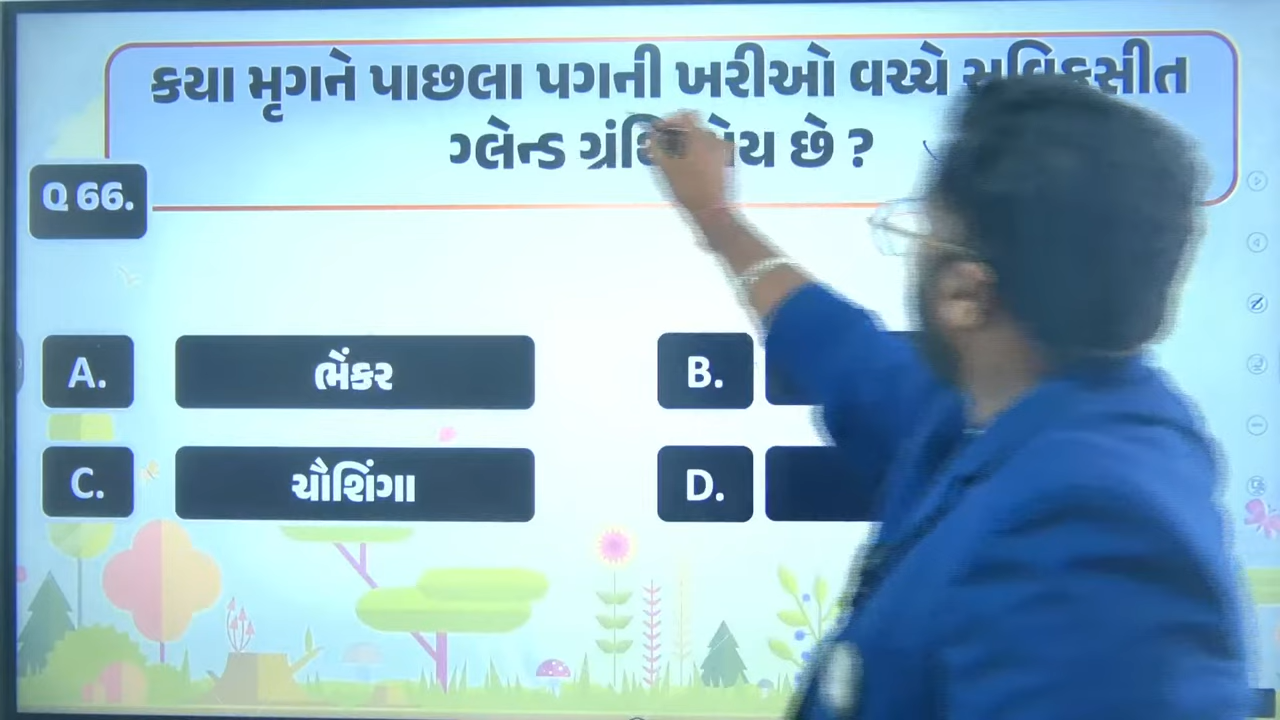 કયા મૃગને પાછલા પગની ખરીઓ વચ્ચે
ગ્લેન્ડ છે ?
Q 66.
A. ભેંકર
B.
C. ચૌશિંગા
D.